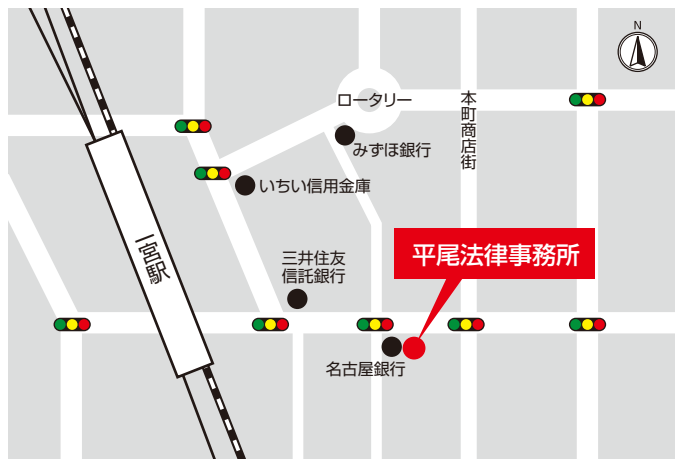 N
ロータリー
本町商店街
みずほ銀行
いちい信用金庫
一宮駅
平尾法律事務所
三井住友
信託銀行
名古屋銀行